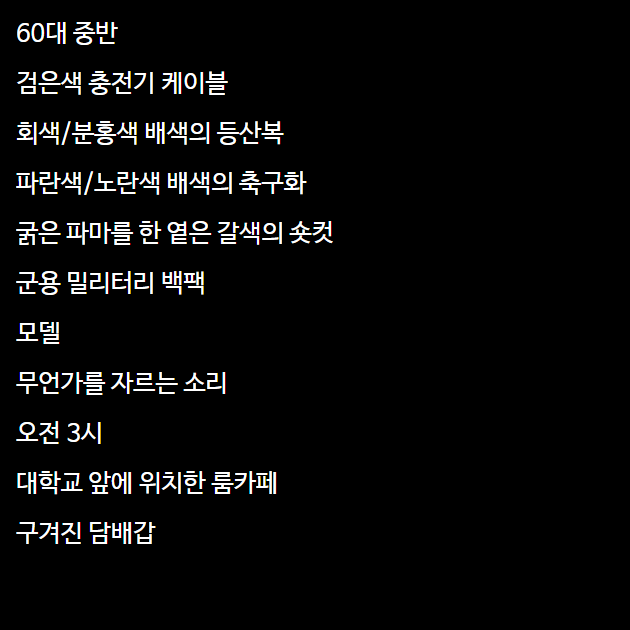 60대 중반
검은색 충전기 케이블
회색/분홍색 배색의 등산복
파란색/노란색 배색의 축구화
굵은 파마를 한 옅은 갈색의 숏컷
군용 밀리터리 백팩
모델
무언가를 자르는 소리
오전 3시
대학교 앞에 위치한 룸카페
구겨진 담배갑